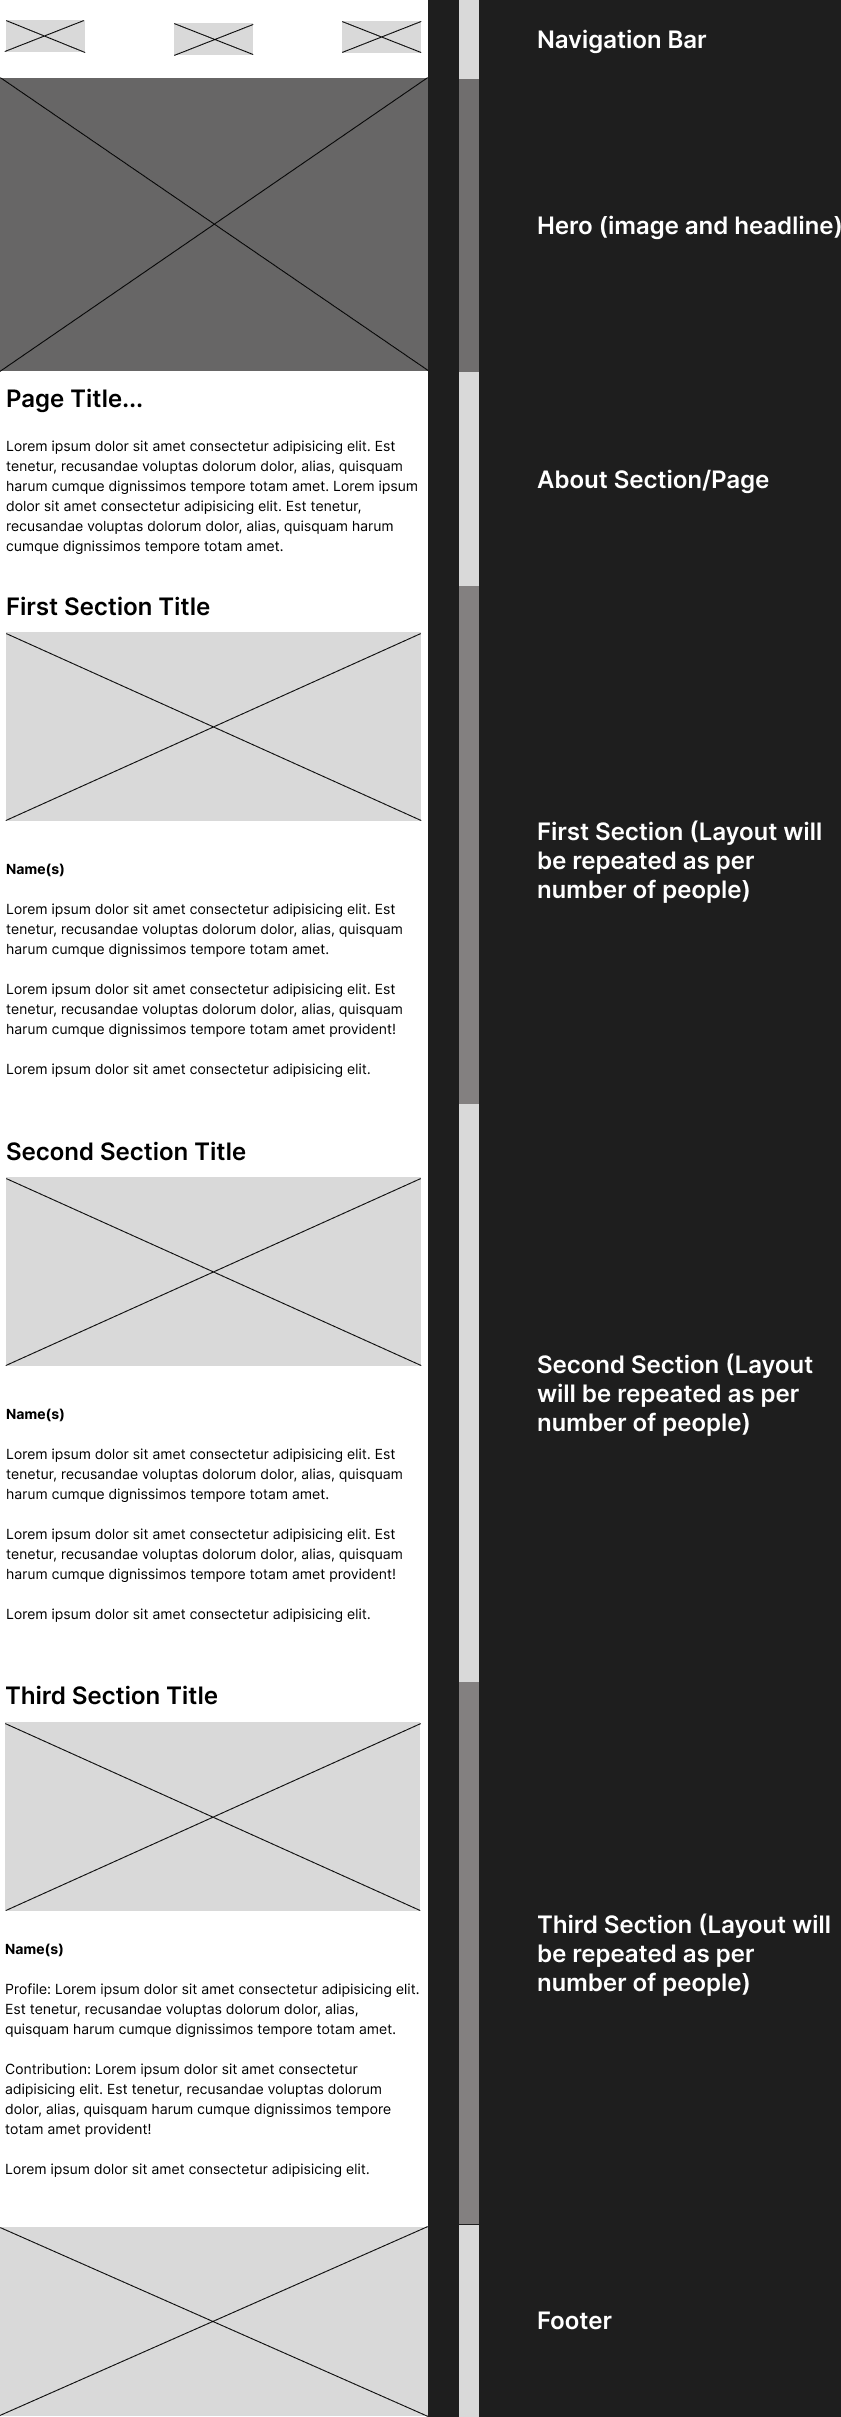 Navigation Bar
Hero (image and headline)
Page Title...
Lorem ipsum dolor sit amet consectetur adipisicing elit. Est
tenetur, recusandae voluptas dolorum dolor, alias, quisquam
harum cumque dignissimos tempore totam amet. Lorem ipsum
dolor sit amet consectetur adipisicing elit. Est tenetur,
recusandae voluptas dolorum dolor, alias, quisquam harum
cumque dignissimos tempore totam amet.
About Section/Page
First Section Title
Name(s)
Lorem ipsum dolor sit amet consectetur adipisicing elit. Est
tenetur, recusandae voluptas dolorum dolor, alias, quisquam
harum cumque dignissimos tempore totam amet.
Lorem ipsum dolor sit amet consectetur adipisicing elit. Est
tenetur, recusandae voluptas dolorum dolor, alias, quisquam
harum cumque dignissimos tempore totam amet provident!
Lorem ipsum dolor sit amet consectetur adipisicing elit.
First Section (Layout will
be repeated as per
number of people)
Second Section Title
Name(s)
Lorem ipsum dolor sit amet consectetur adipisicing elit. Est
tenetur, recusandae voluptas dolorum dolor, alias, quisquam
harum cumque dignissimos tempore totam amet.
Lorem ipsum dolor sit amet consectetur adipisicing elit. Est
tenetur, recusandae voluptas dolorum dolor, alias, quisquam
harum cumque dignissimos tempore totam amet provident!
Lorem ipsum dolor sit amet consectetur adipisicing elit.
Second Section (Layout
will be repeated as per
number of people)
Third Section Title
Name(s)
Profile: Lorem ipsum dolor sit amet consectetur adipisicing elit.
Est tenetur, recusandae voluptas dolorum dolor, alias,
quisquam harum cumque dignissimos tempore totam amet.
Contribution: Lorem ipsum dolor sit amet consectetur
adipisicing elit. Est tenetur, recusandae voluptas dolorum
dolor, alias, quisquam harum cumque dignissimos tempore
totam amet provident!
Lorem ipsum dolor sit amet consectetur adipisicing elit.
Third Section (Layout will
be repeated as per
number of people)
Footer